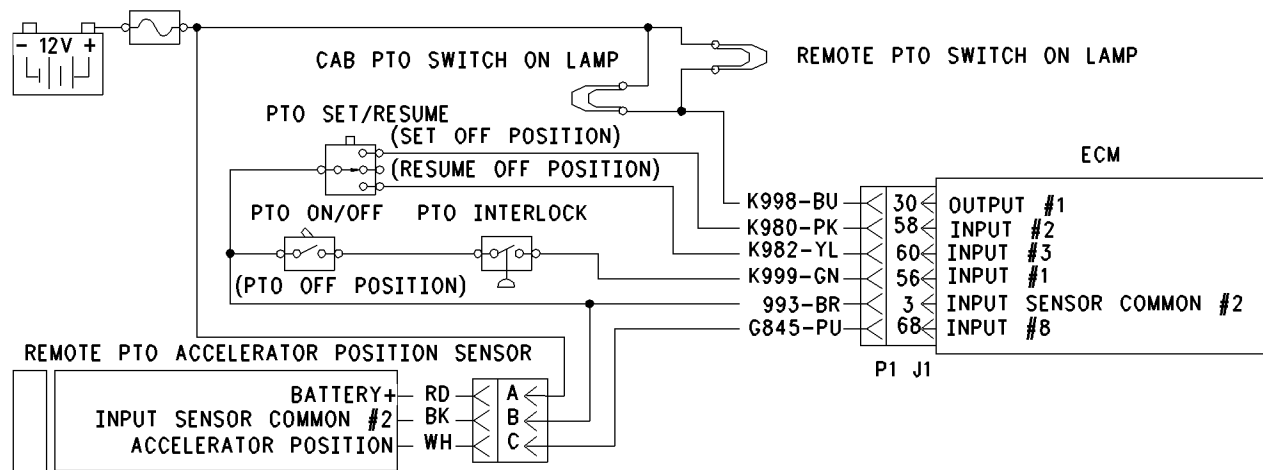 - 12V +
CAB PTO SWITCH ON LAMP
REMOTE PTO SWITCH ON LAMP
PTO SET/RESUME
(SET OFF POSITION)
(RESUME OFF POSITION)
PTO ON/OFF
PTO INTERLOCK
(PTO OFF POSITION)
ECM
K998-BU 30 OUTPUT #1
K980-PK 58 INPUT #2
K982-YL 60 INPUT #3
K999-GN 56 INPUT #1
993-BR 3 INPUT SENSOR COMMON #2
G845-PU 68 INPUT #8
P1 J1
REMOTE PTO ACCELERATOR POSITION SENSOR
BATTERY+ RD A
INPUT SENSOR COMMON #2 BK B
ACCELERATOR POSITION WH C